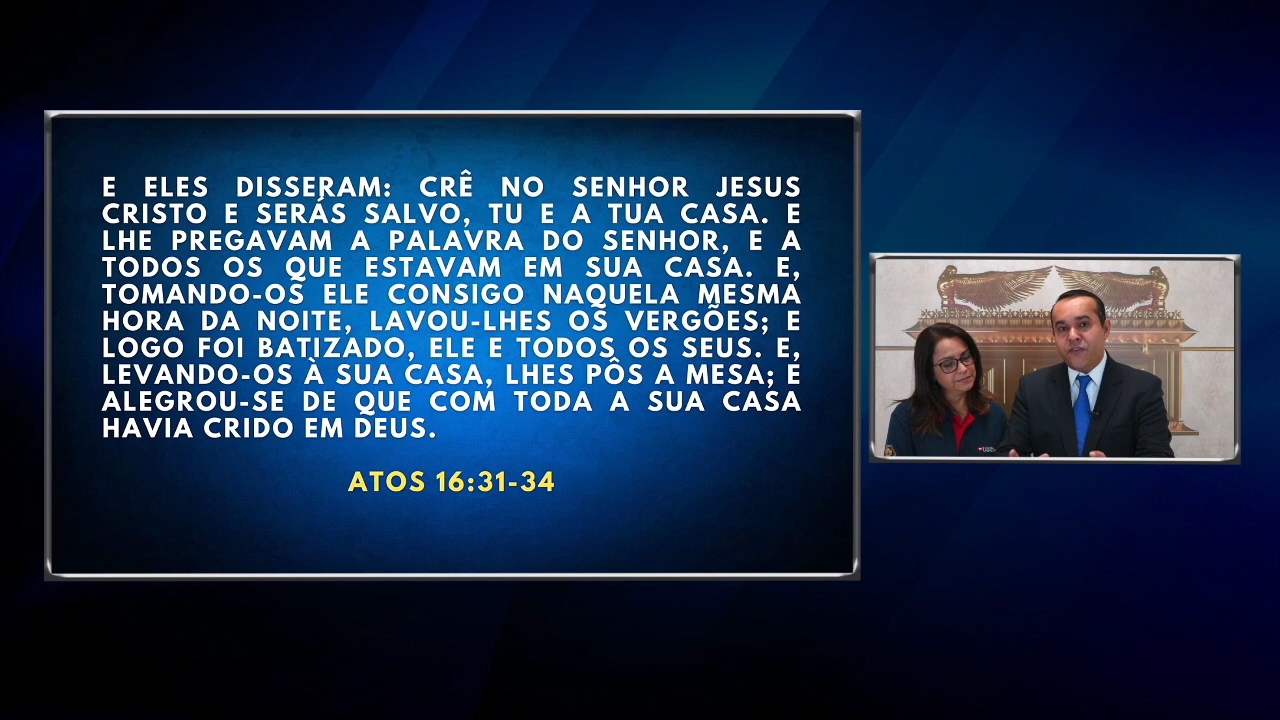 E ELES DISSERAM: CRÊ NO SENHOR JESUS
CRISTO E SERÁS SALVO, TU E A TUA CASA. E
LHE PREGAVAM A PALAVRA DO SENHOR, E A
TODOS OS QUE ESTAVAM EM SUA CASA. E,
TOMANDO-OS ELE CONSIGO NAQUELA MESMA
HORA DA NOITE, LAVOU-LHES OS VERGÕES; E
LOGO FOI BATIZADO, ELE E TODOS OS SEUS. E,
LEVANDO-OS À SUA CASA, LHES PÔS A MESA; E
ALEGROU-SE DE QUE COM TODA A SUA CASA
HAVIA CRIDO EM DEUS.
ATOS 16:31-34